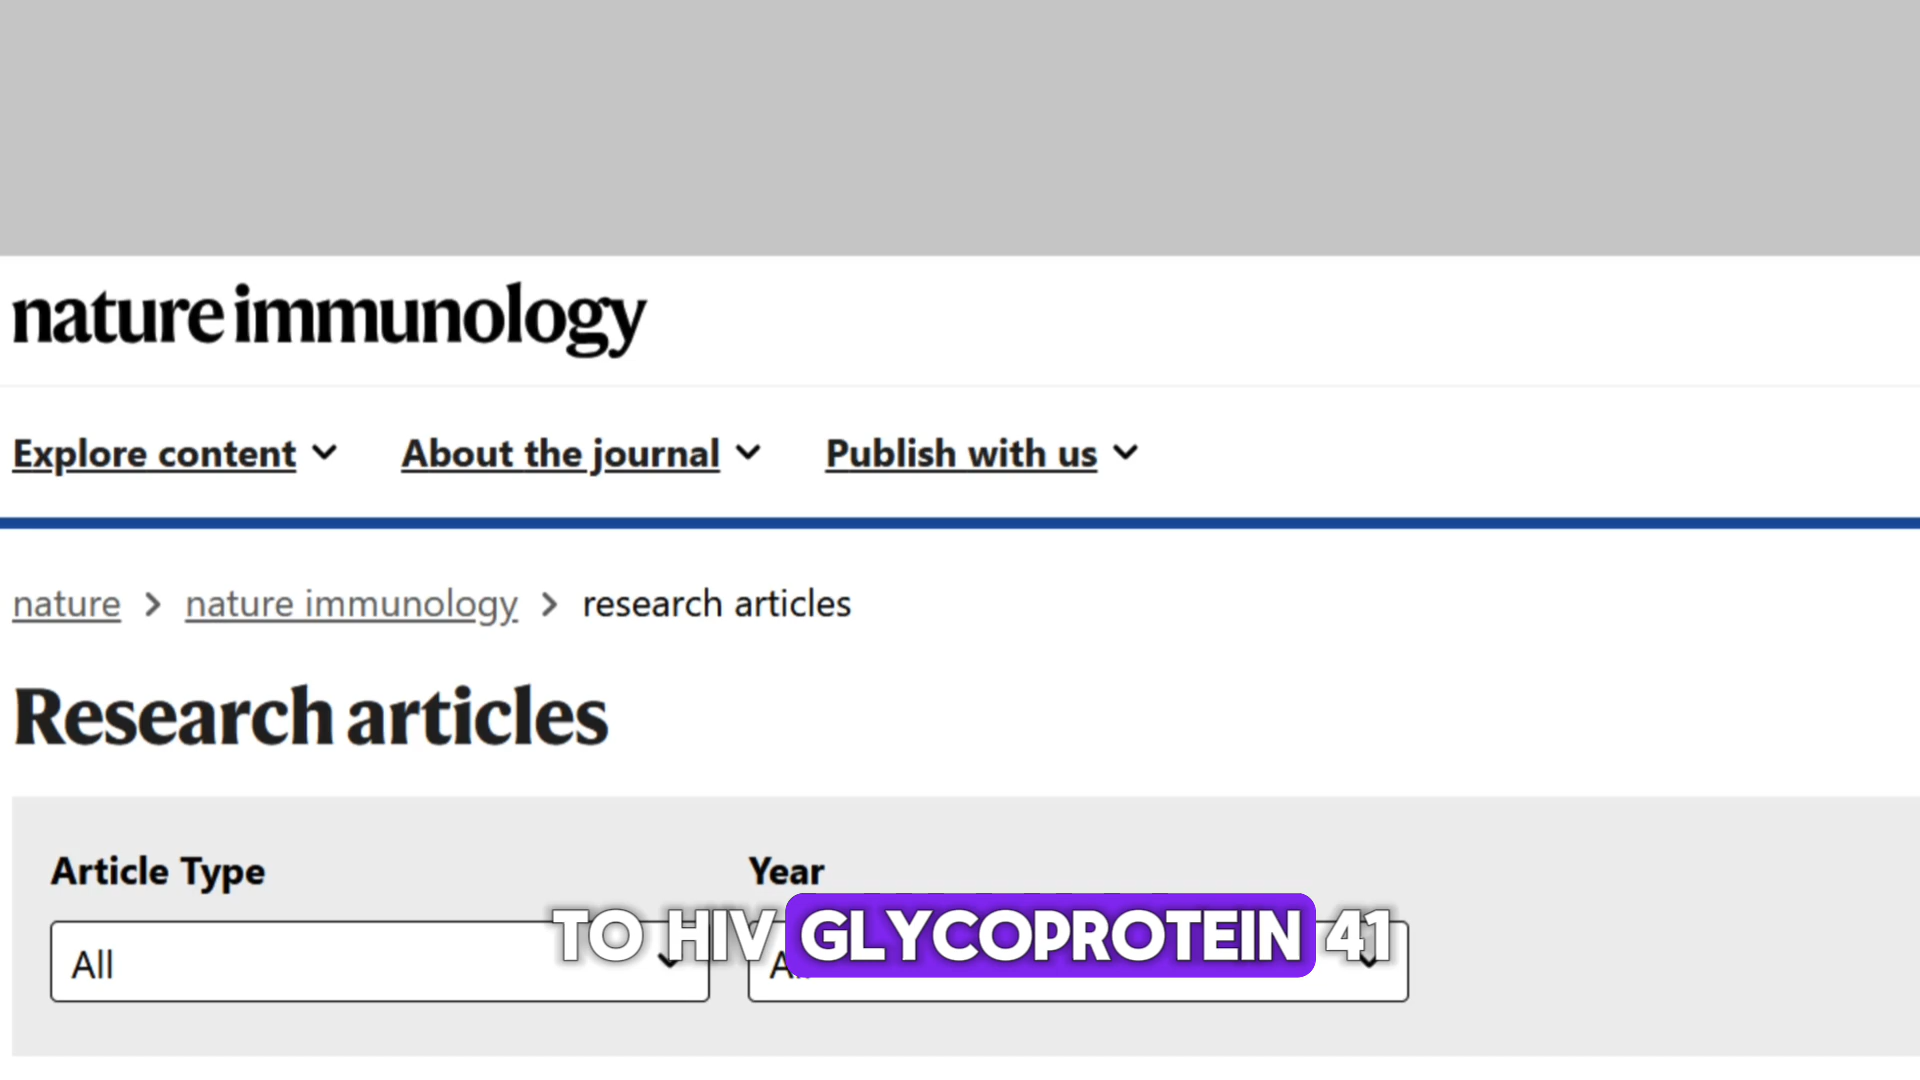 nature immunology
Explore content About the journal Publish with us
nature > nature immunology > research articles
Research articles
Article Type Year
All
TO HIV GLYCOPROTEIN 41